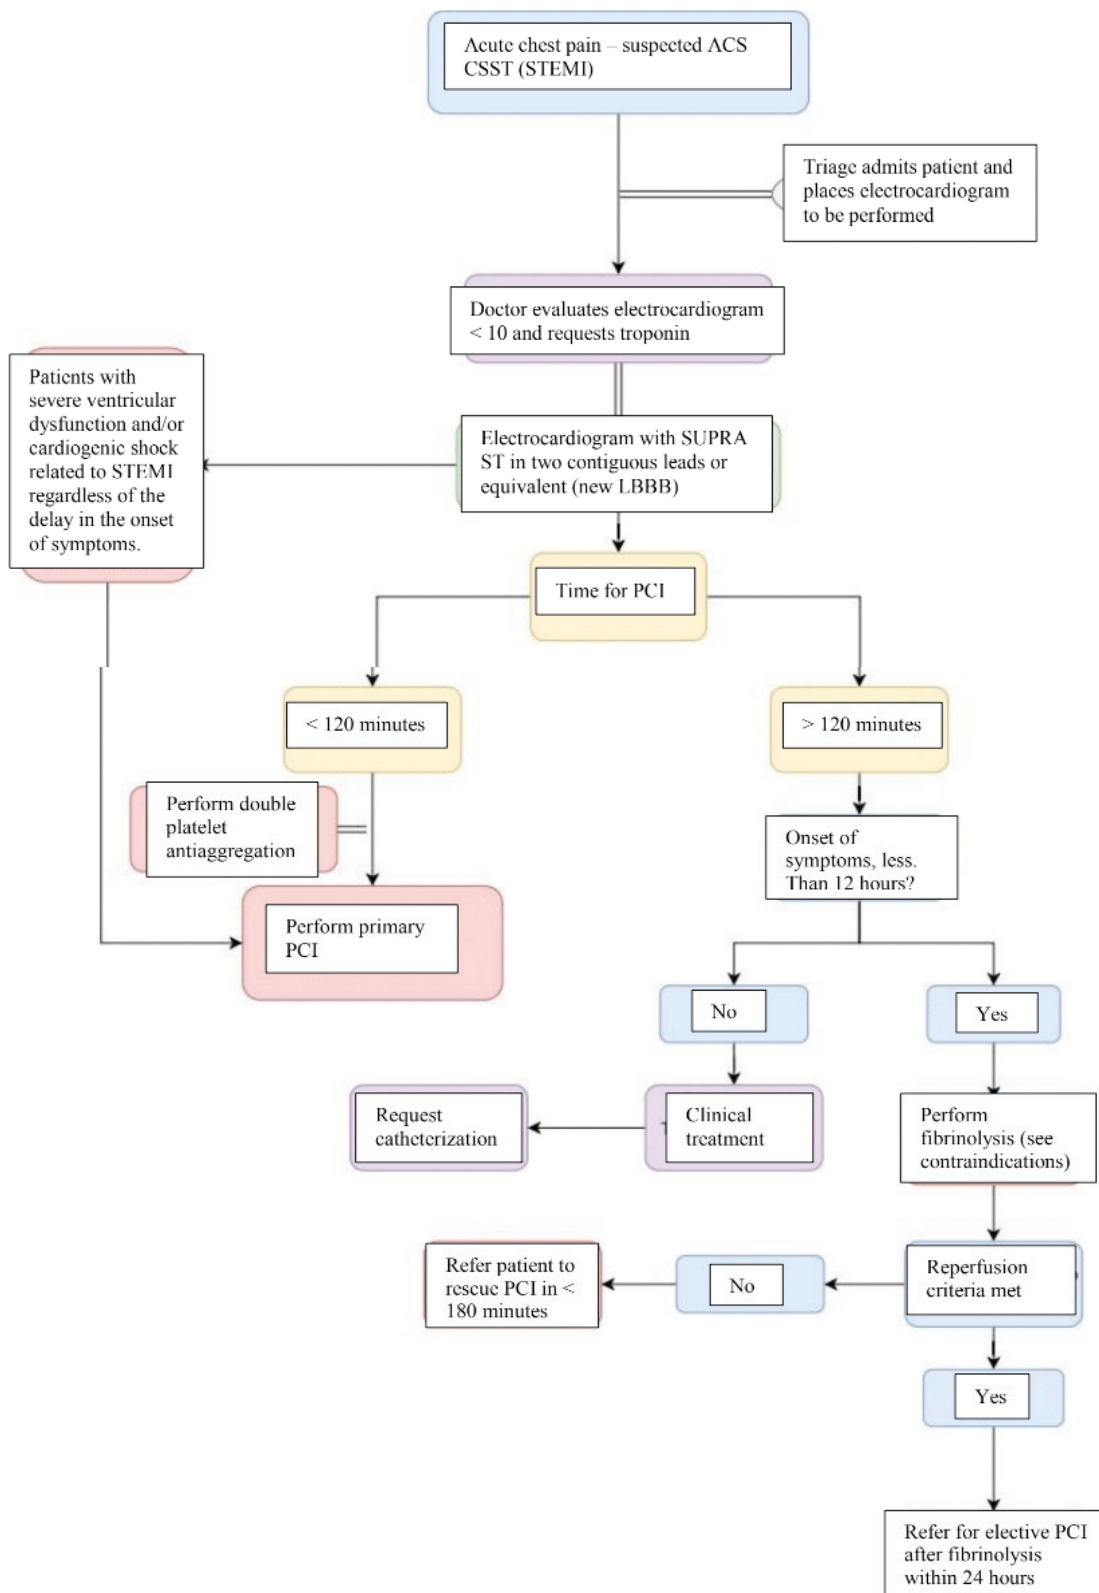 Acute chest pain – suspected ACS
CSST (STEMI)
Triage admits patient and
places electrocardiogram
to be performed
Doctor evaluates electrocardiogram
< 10 and requests troponin
Patients with
severe ventricular
dysfunction and/or
cardiogenic shock
related to STEMI
regardless of the
delay in the onset
of symptoms.
Electrocardiogram with SUPRA
ST in two contiguous leads or
equivalent (new LBBB)
Time for PCI
< 120 minutes
> 120 minutes
Perform double
platelet
antiaggregation
Onset of
symptoms, less.
Than 12 hours?
Perform primary
PCI
No
Yes
Request
catheterization
Clinical
treatment
Perform
fibrinolysis (see
contraindications)
Refer patient to
rescue PCI in <
180 minutes
No
Reperfusion
criteria met
Yes
Refer for elective PCI
after fibrinolysis
within 24 hours